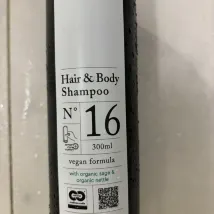 Hair & Body
Shampoo
N° 16
300ml
vegan formula
with organic sage &
organic nettle